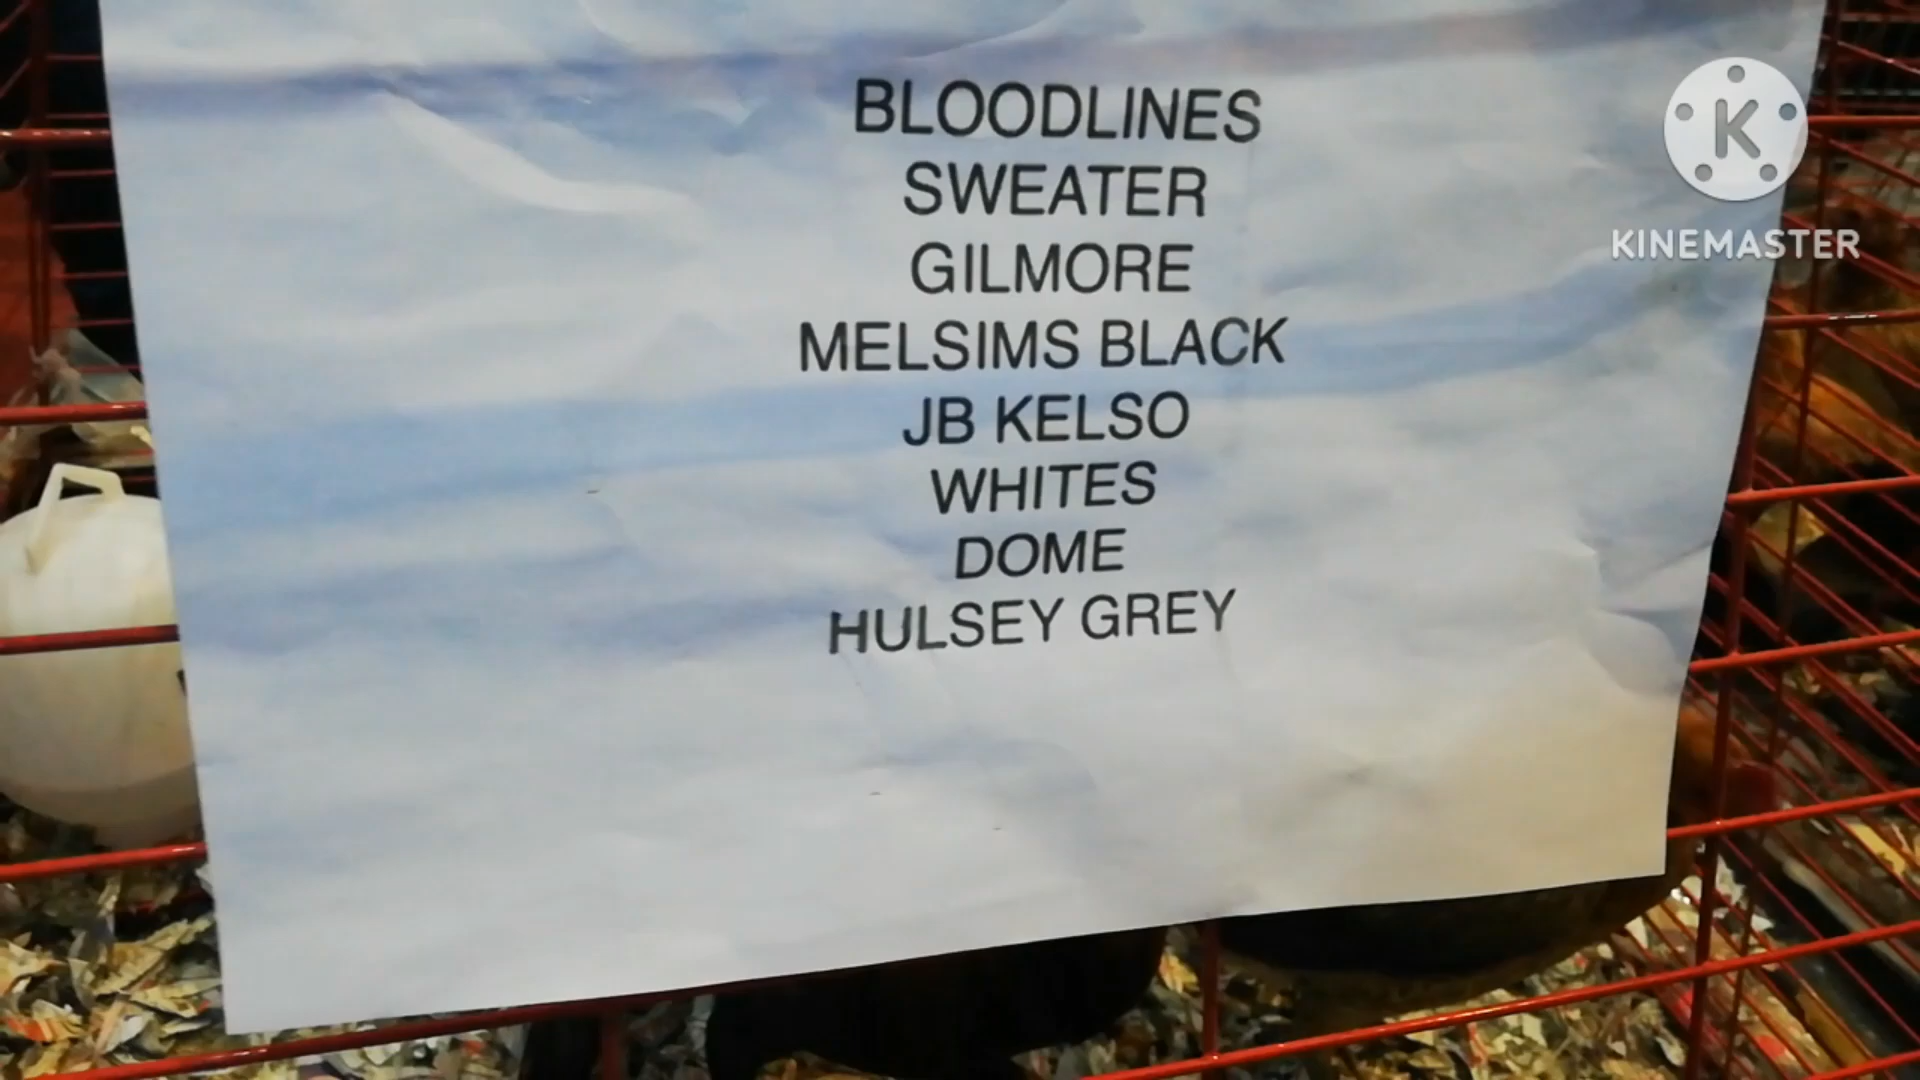 BLOODLINES
SWEATER
GILMORE
MELSIMS BLACK
JB KELSO
WHITES
DOME
HULSEY GREY
K
KINEMASTER